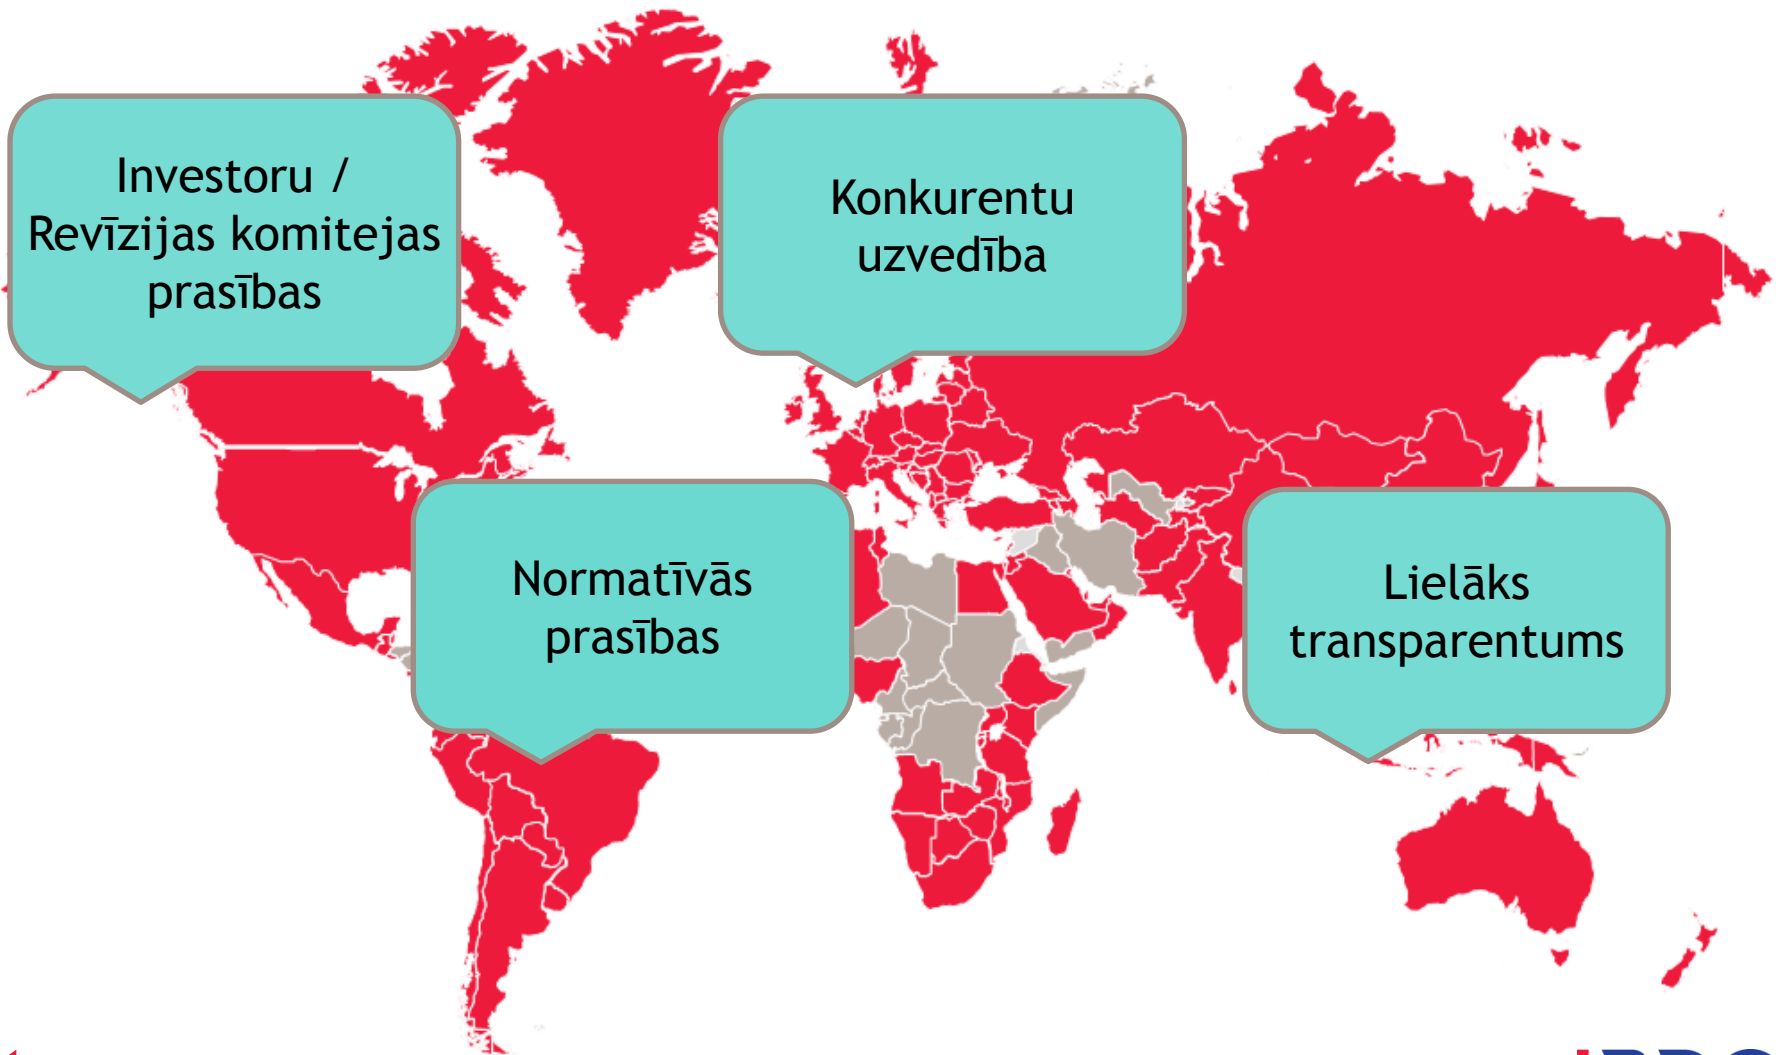 Investoru /
Revīzijas komitejas
prasības
Konkurentu
uzvedība
Normatīvās
prasības
Lielāks
transparentums